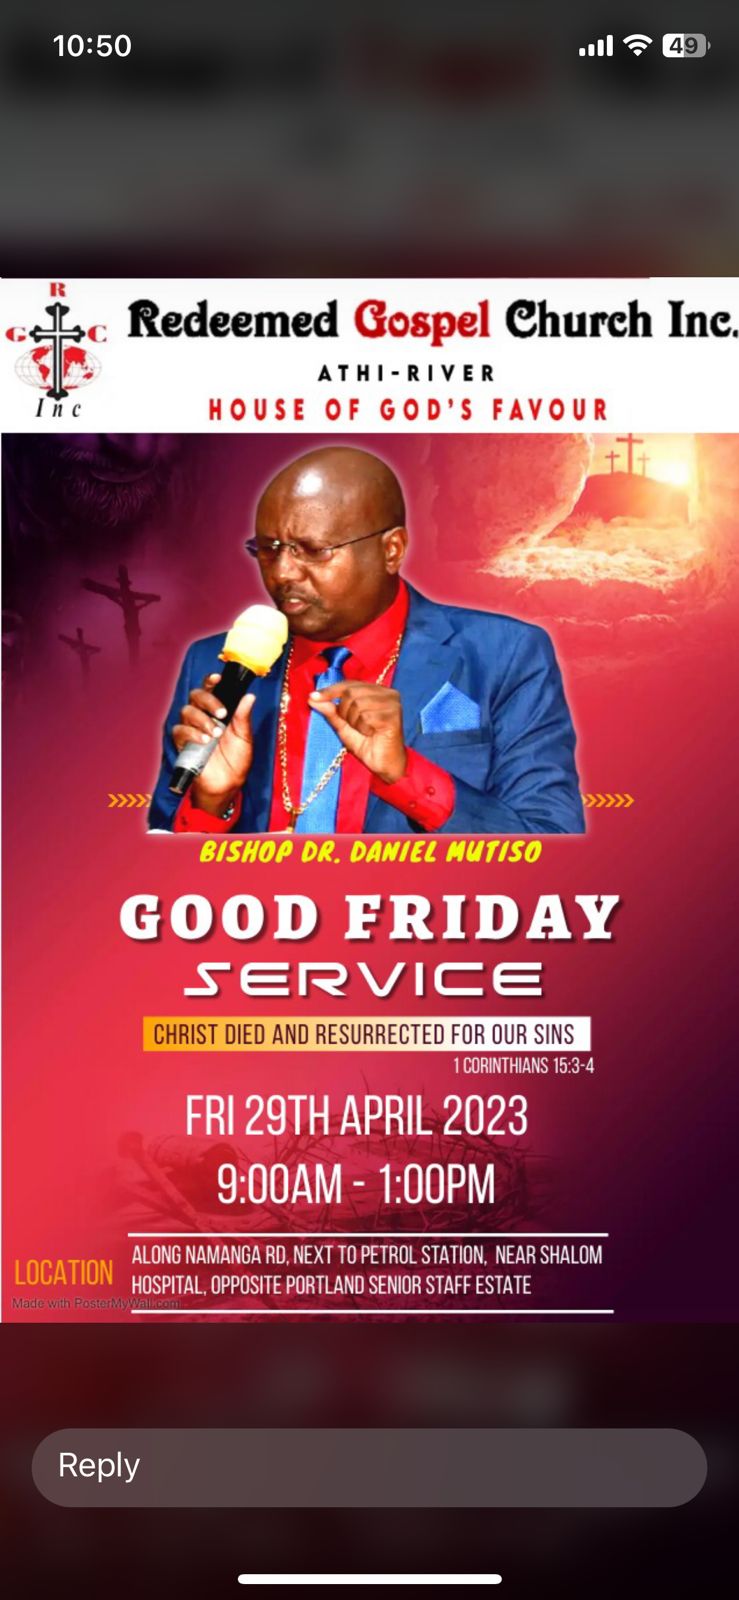 10:50
49
R
G C
Inc
Redeemed Gospel Church Inc.
ATHI-RIVER
HOUSE OF GOD'S FAVOUR
BISHOP DR. DANIEL MUTISO
GOOD FRIDAY
SERVICE
CHRIST DIED AND RESURRECTED FOR OUR SINS
1 CORINTHIANS 15:3-4
FRI 29TH APRIL 2023
9:00AM - 1:00PM
LOCATION
ALONG NAMANGA RD, NEXT TO PETROL STATION, NEAR SHALOM
HOSPITAL, OPPOSITE PORTLAND SENIOR STAFF ESTATE
Made with PosterMyWall.com
Reply